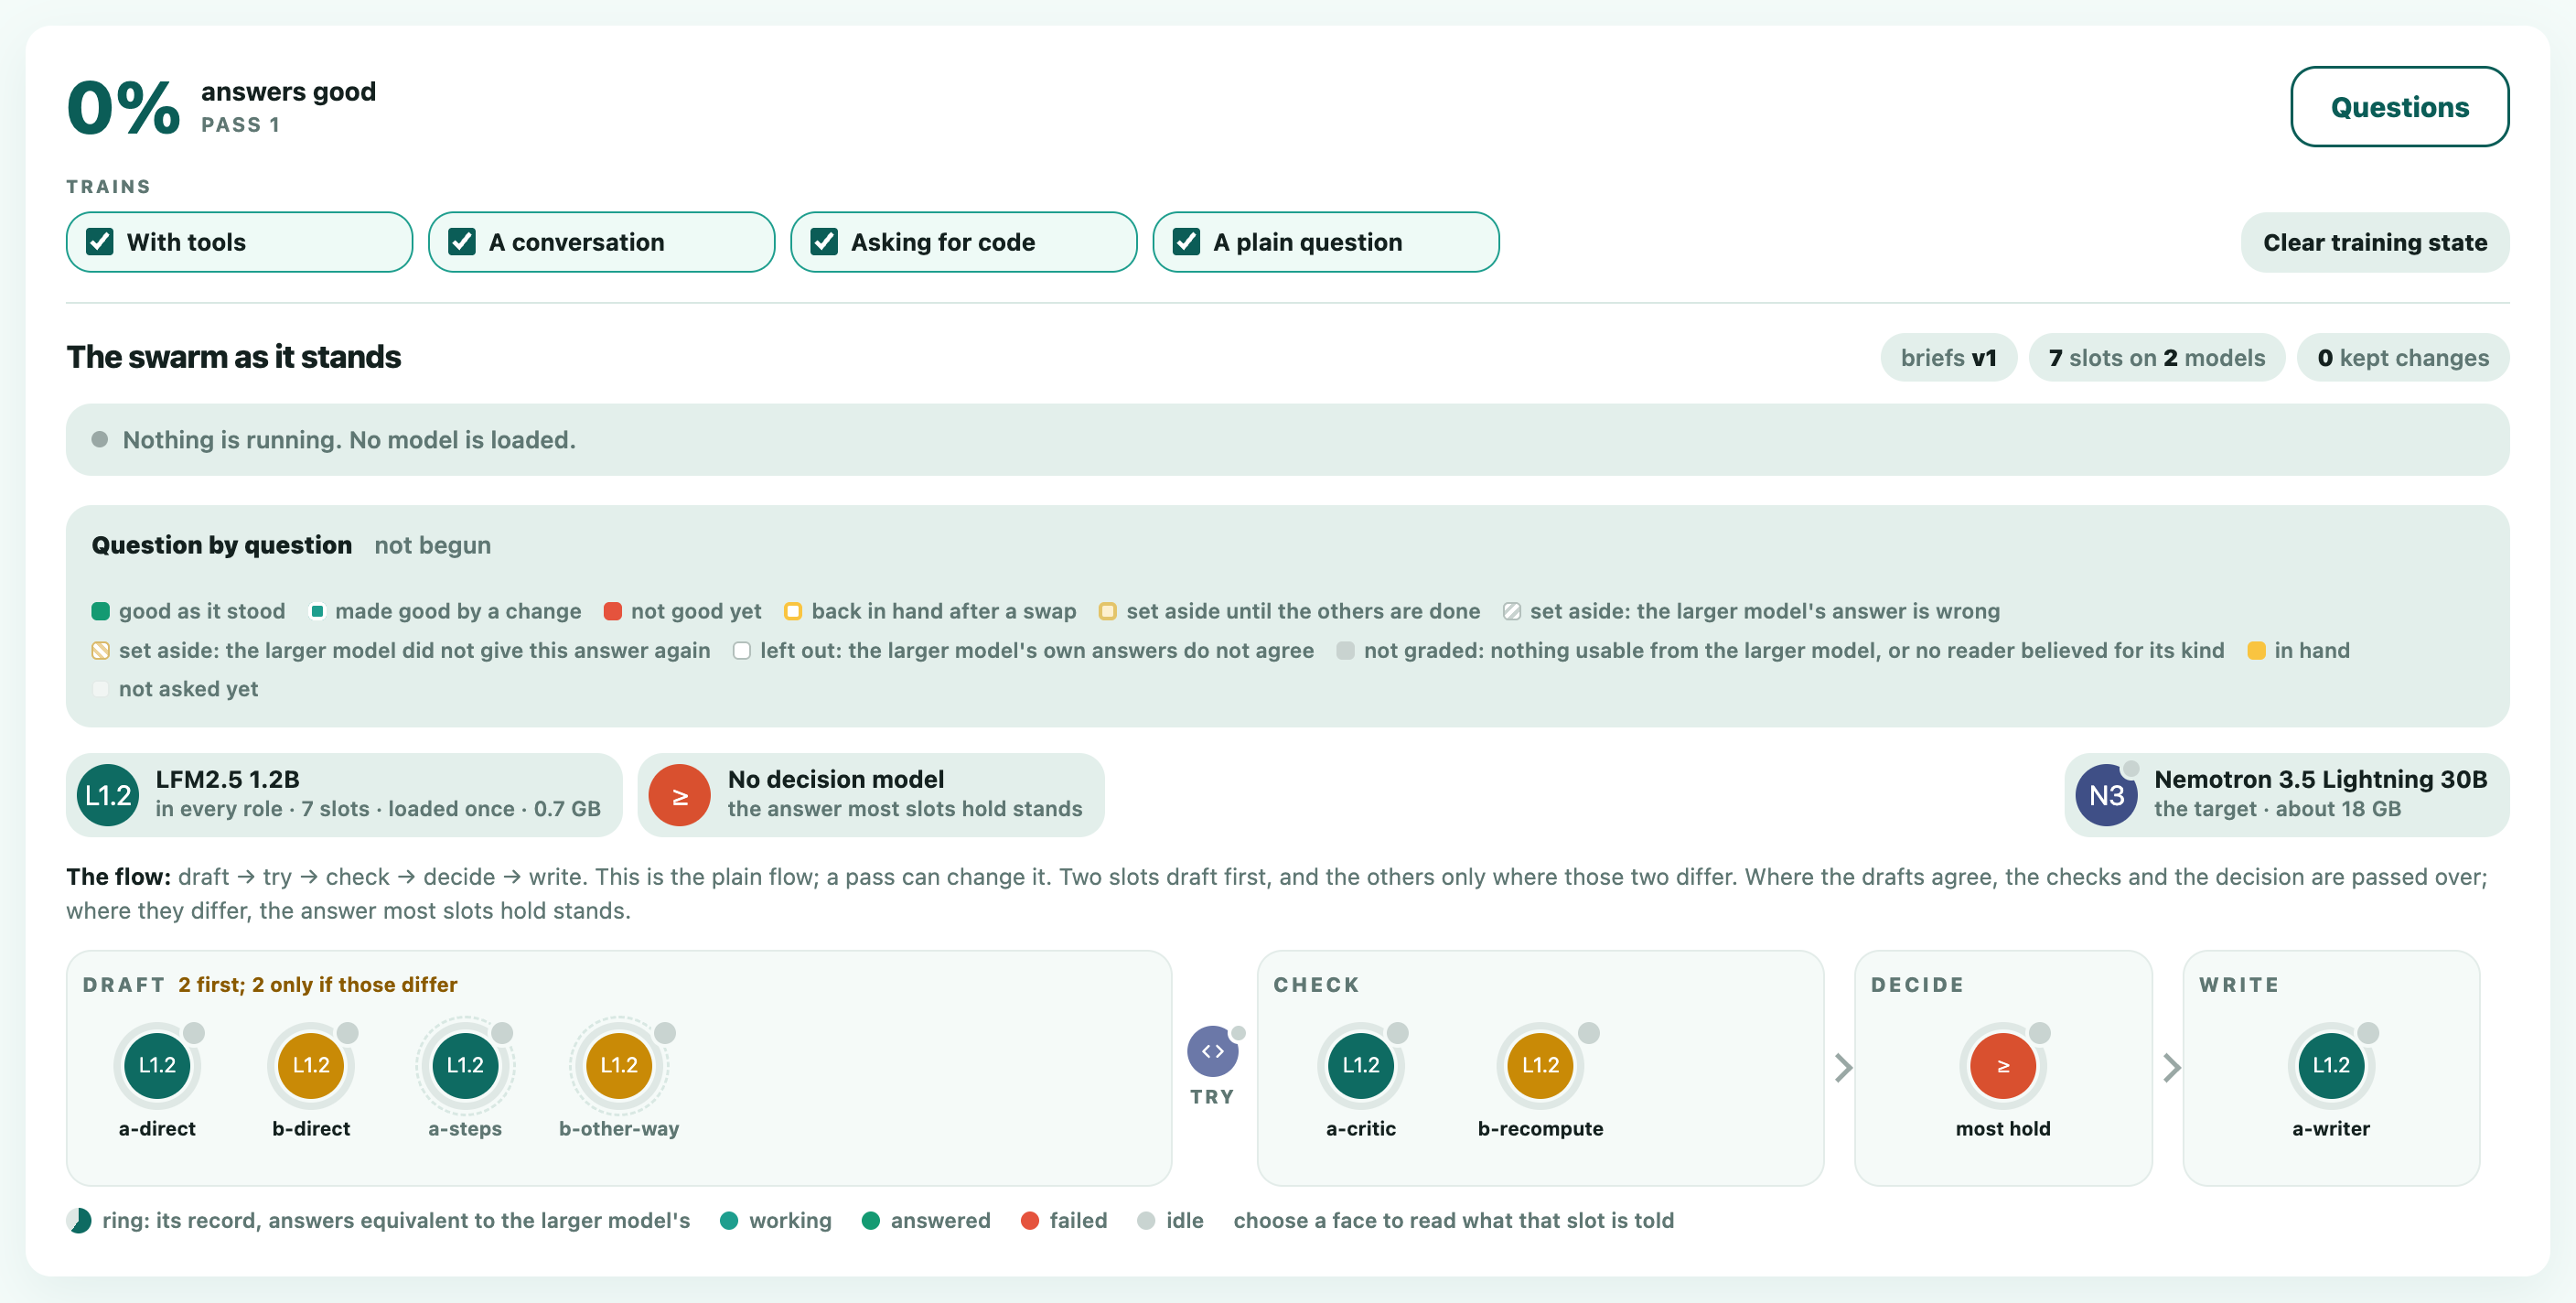 0% answers good
PASS 1
Questions
TRAINS
With tools
A conversation
Asking for code
A plain question
Clear training state
The swarm as it stands
briefs v1
7 slots on 2 models
0 kept changes
Nothing is running. No model is loaded.
Question by question not begun
good as it stood made good by a change not good yet back in hand after a swap set aside until the others are done set aside: the larger model's answer is wrong
set aside: the larger model did not give this answer again left out: the larger model's own answers do not agree not graded: nothing usable from the larger model, or no reader believed for its kind in hand
not asked yet
L1.2
LFM2.5 1.2B
in every role · 7 slots · loaded once · 0.7 GB
≥
No decision model
the answer most slots hold stands
N3
Nemotron 3.5 Lightning 30B
the target · about 18 GB
The flow: draft → try → check → decide → write. This is the plain flow; a pass can change it. Two slots draft first, and the others only where those two differ. Where the drafts agree, the checks and the decision are passed over;
where they differ, the answer most slots hold stands.
DRAFT 2 first; 2 only if those differ
L1.2 L1.2 L1.2 L1.2
a-direct b-direct a-steps b-other-way
<>
TRY
CHECK
L1.2 L1.2
a-critic b-recompute
DECIDE
≥
most hold
WRITE
L1.2
a-writer
ring: its record, answers equivalent to the larger model's working answered failed idle choose a face to read what that slot is told